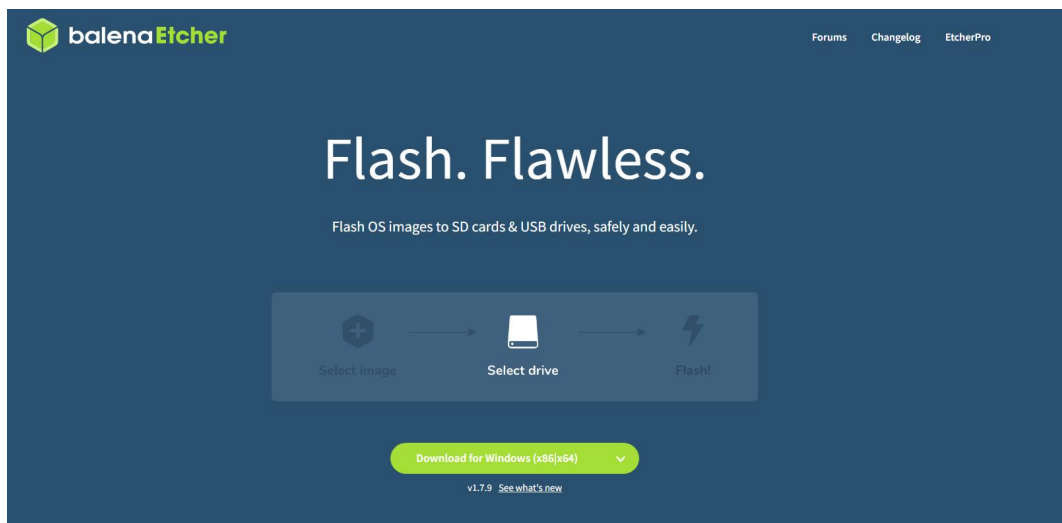 balenaEtcher
Forums Changelog EtcherPro
Flash. Flawless.
Flash OS images to SD cards & USB drives, safely and easily.
Select image Select drive Flash!
Download for Windows (x86|x64)
v1.7.9 See what's new